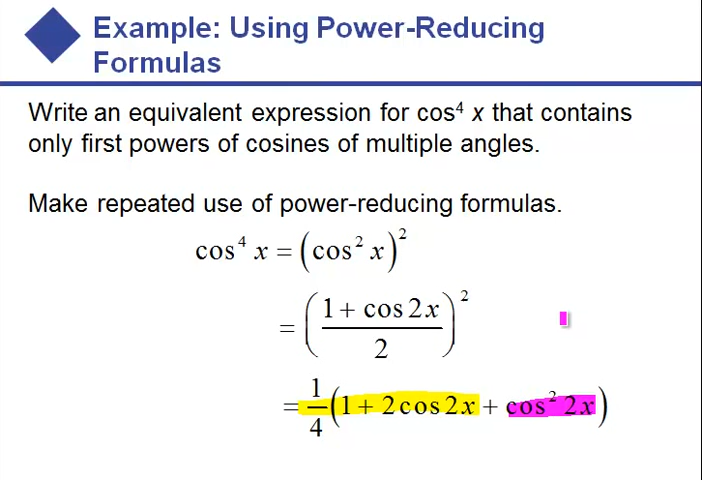 Example: Using Power-Reducing
Formulas
Write an equivalent expression for cos⁴ x that contains
only first powers of cosines of multiple angles.
Make repeated use of power-reducing formulas.
cos⁴ x = (cos² x)²
= ((1 + cos 2x)/2)²
= 1/4 (1 + 2 cos 2x + cos² 2x)